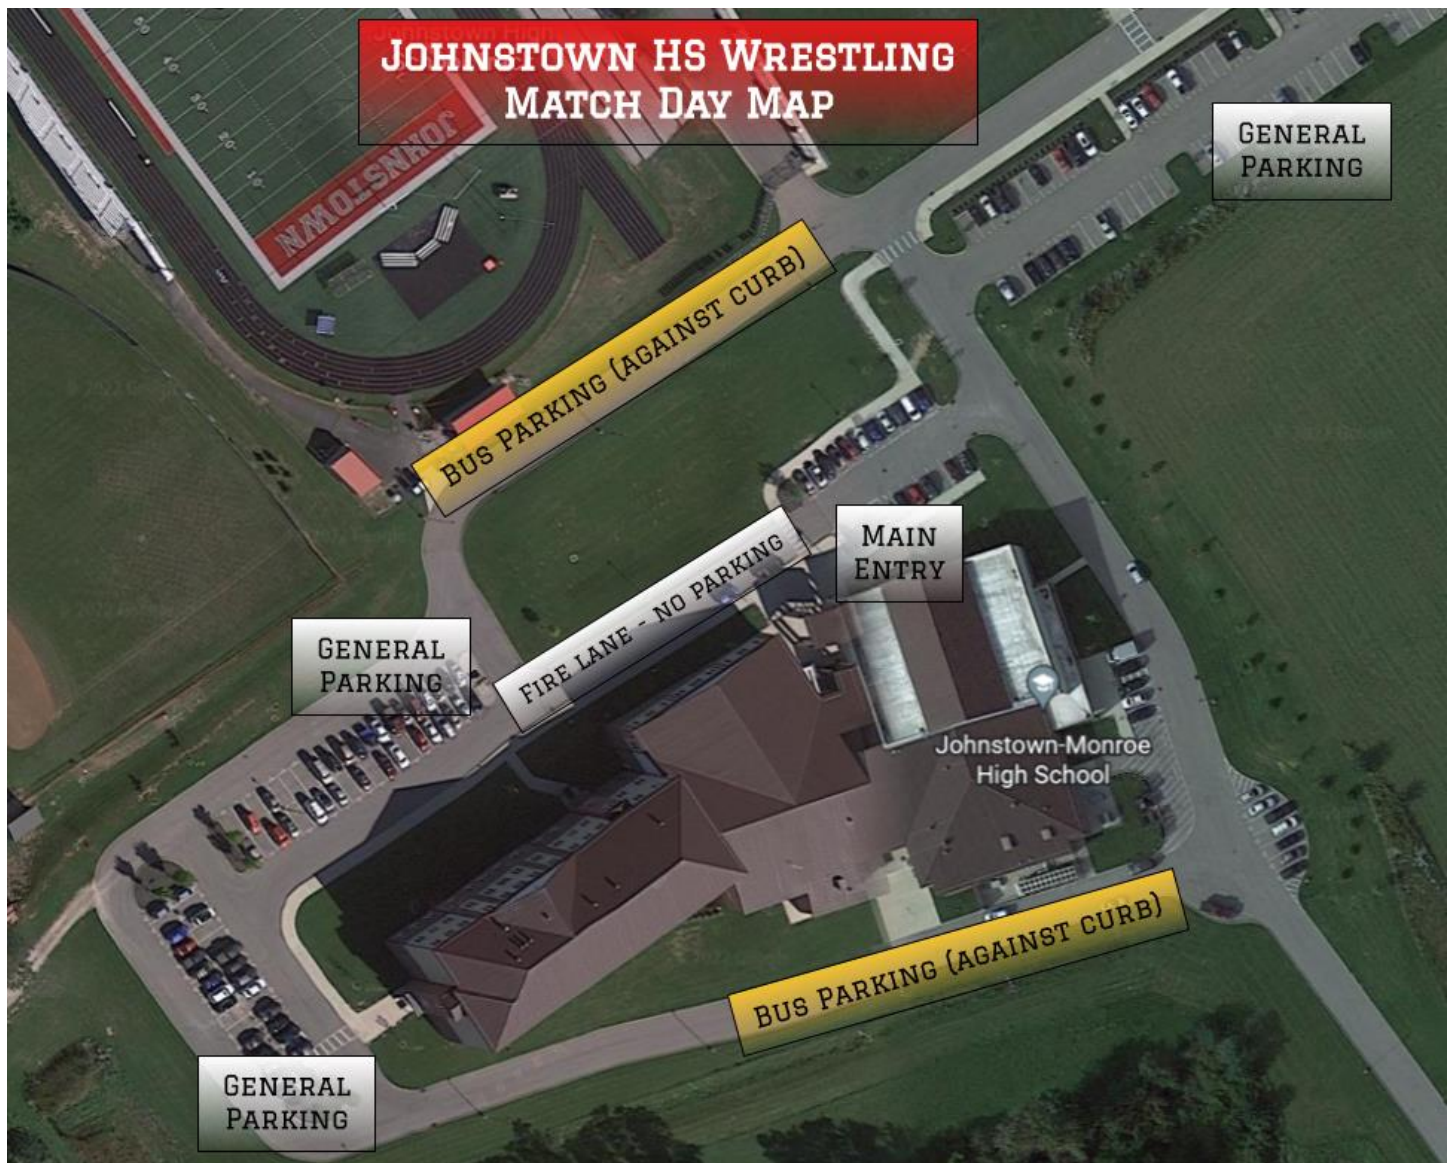 Johnstown HS Wrestling
Match Day Map
General
Parking
JOHNSTOWN
Bus Parking (against curb)
Main
Entry
Fire lane - no parking
General
Parking
Johnstown-Monroe
High School
Bus Parking (against curb)
General
Parking